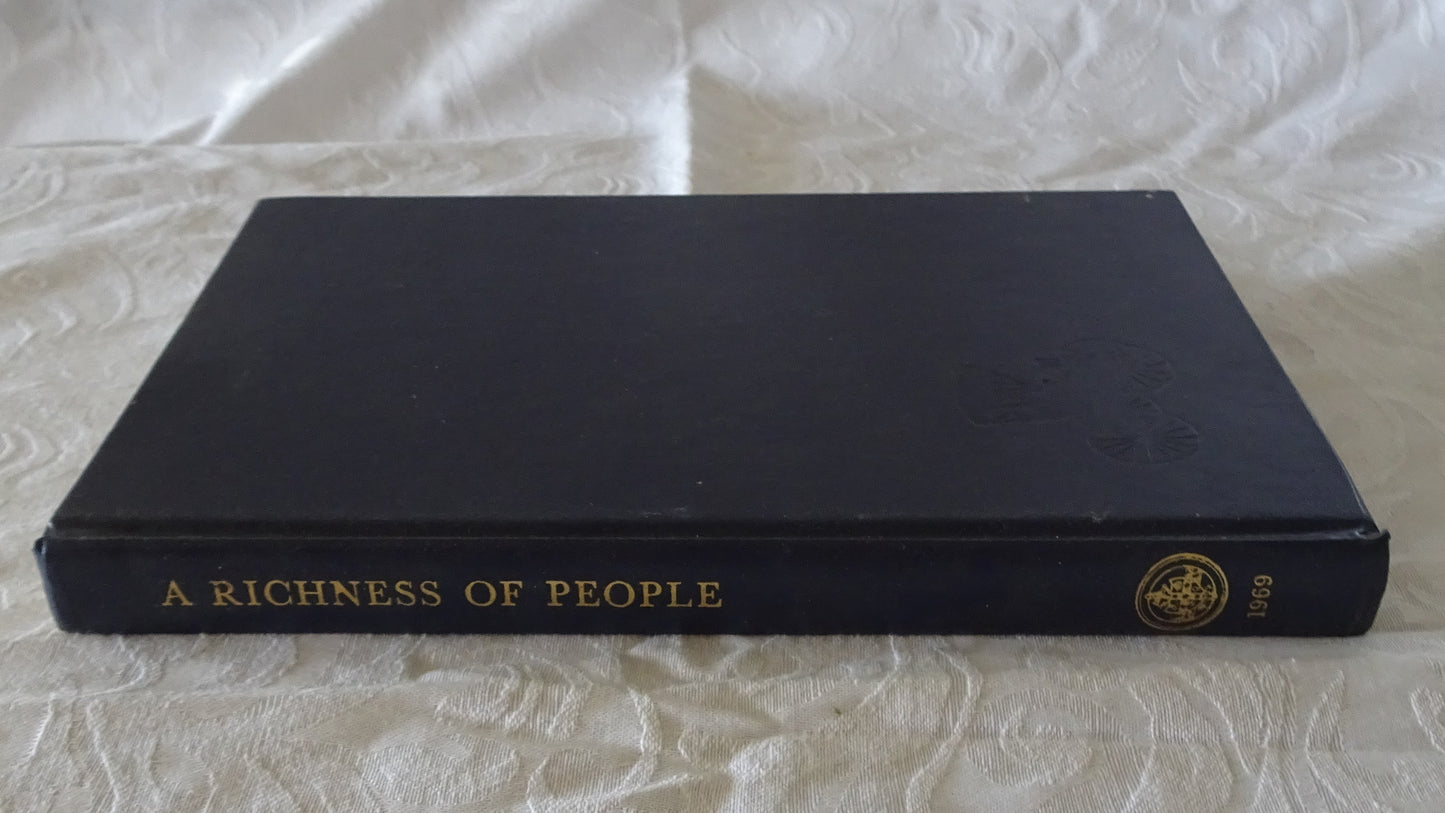 A RICHNESS OF PEOPLE
1969